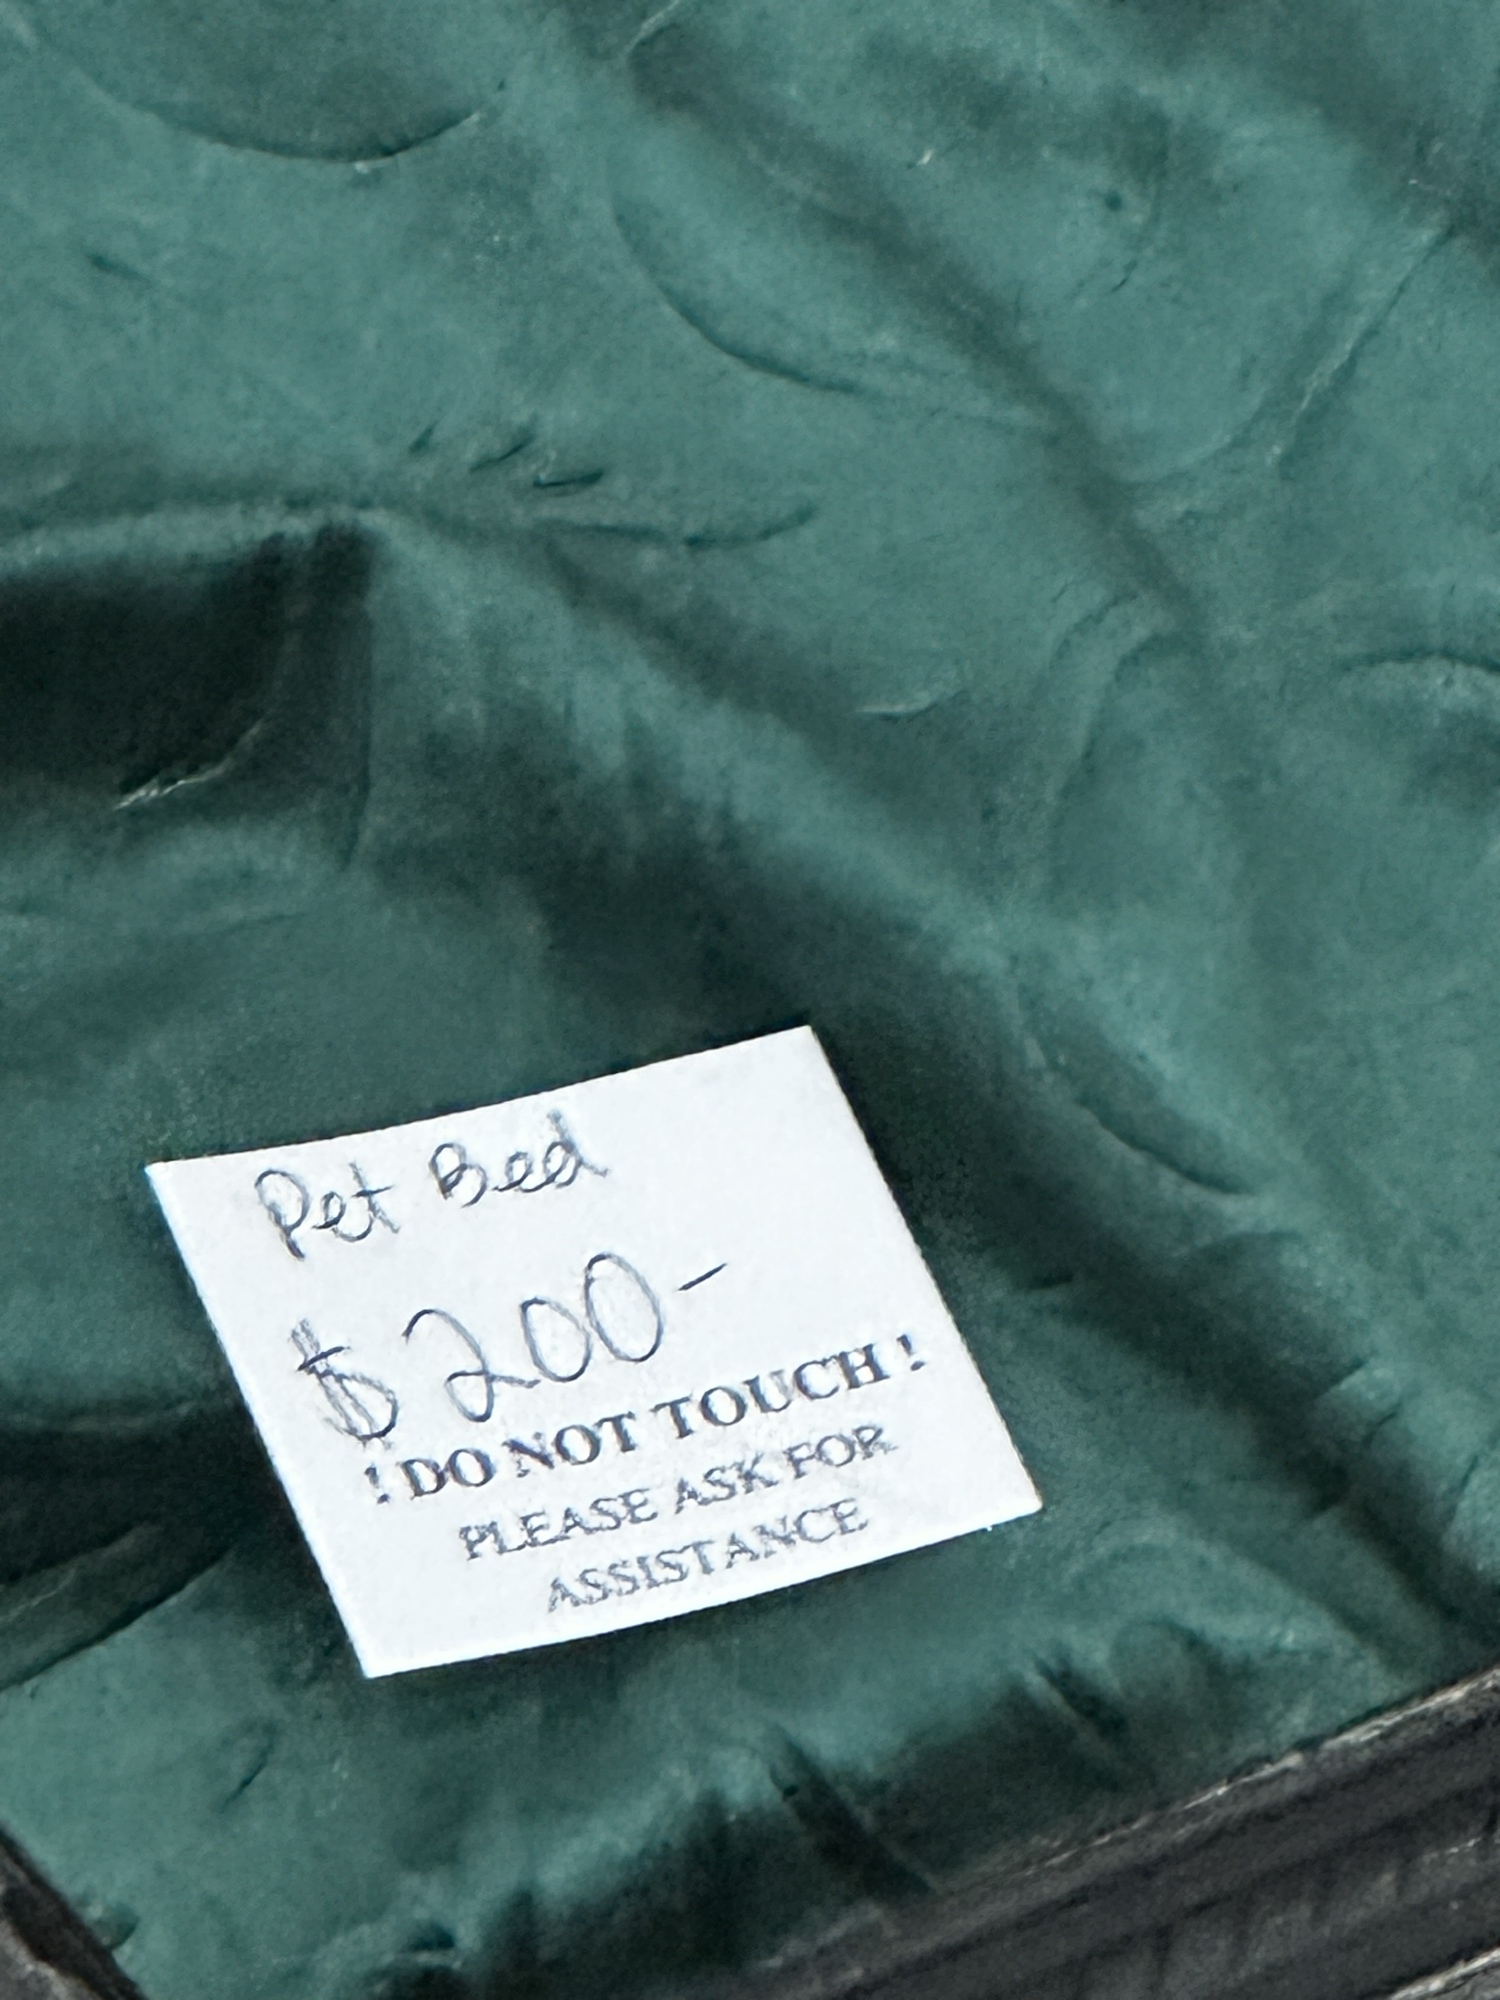 Pet Bed
$200-
! DO NOT TOUCH !
PLEASE ASK FOR
ASSISTANCE